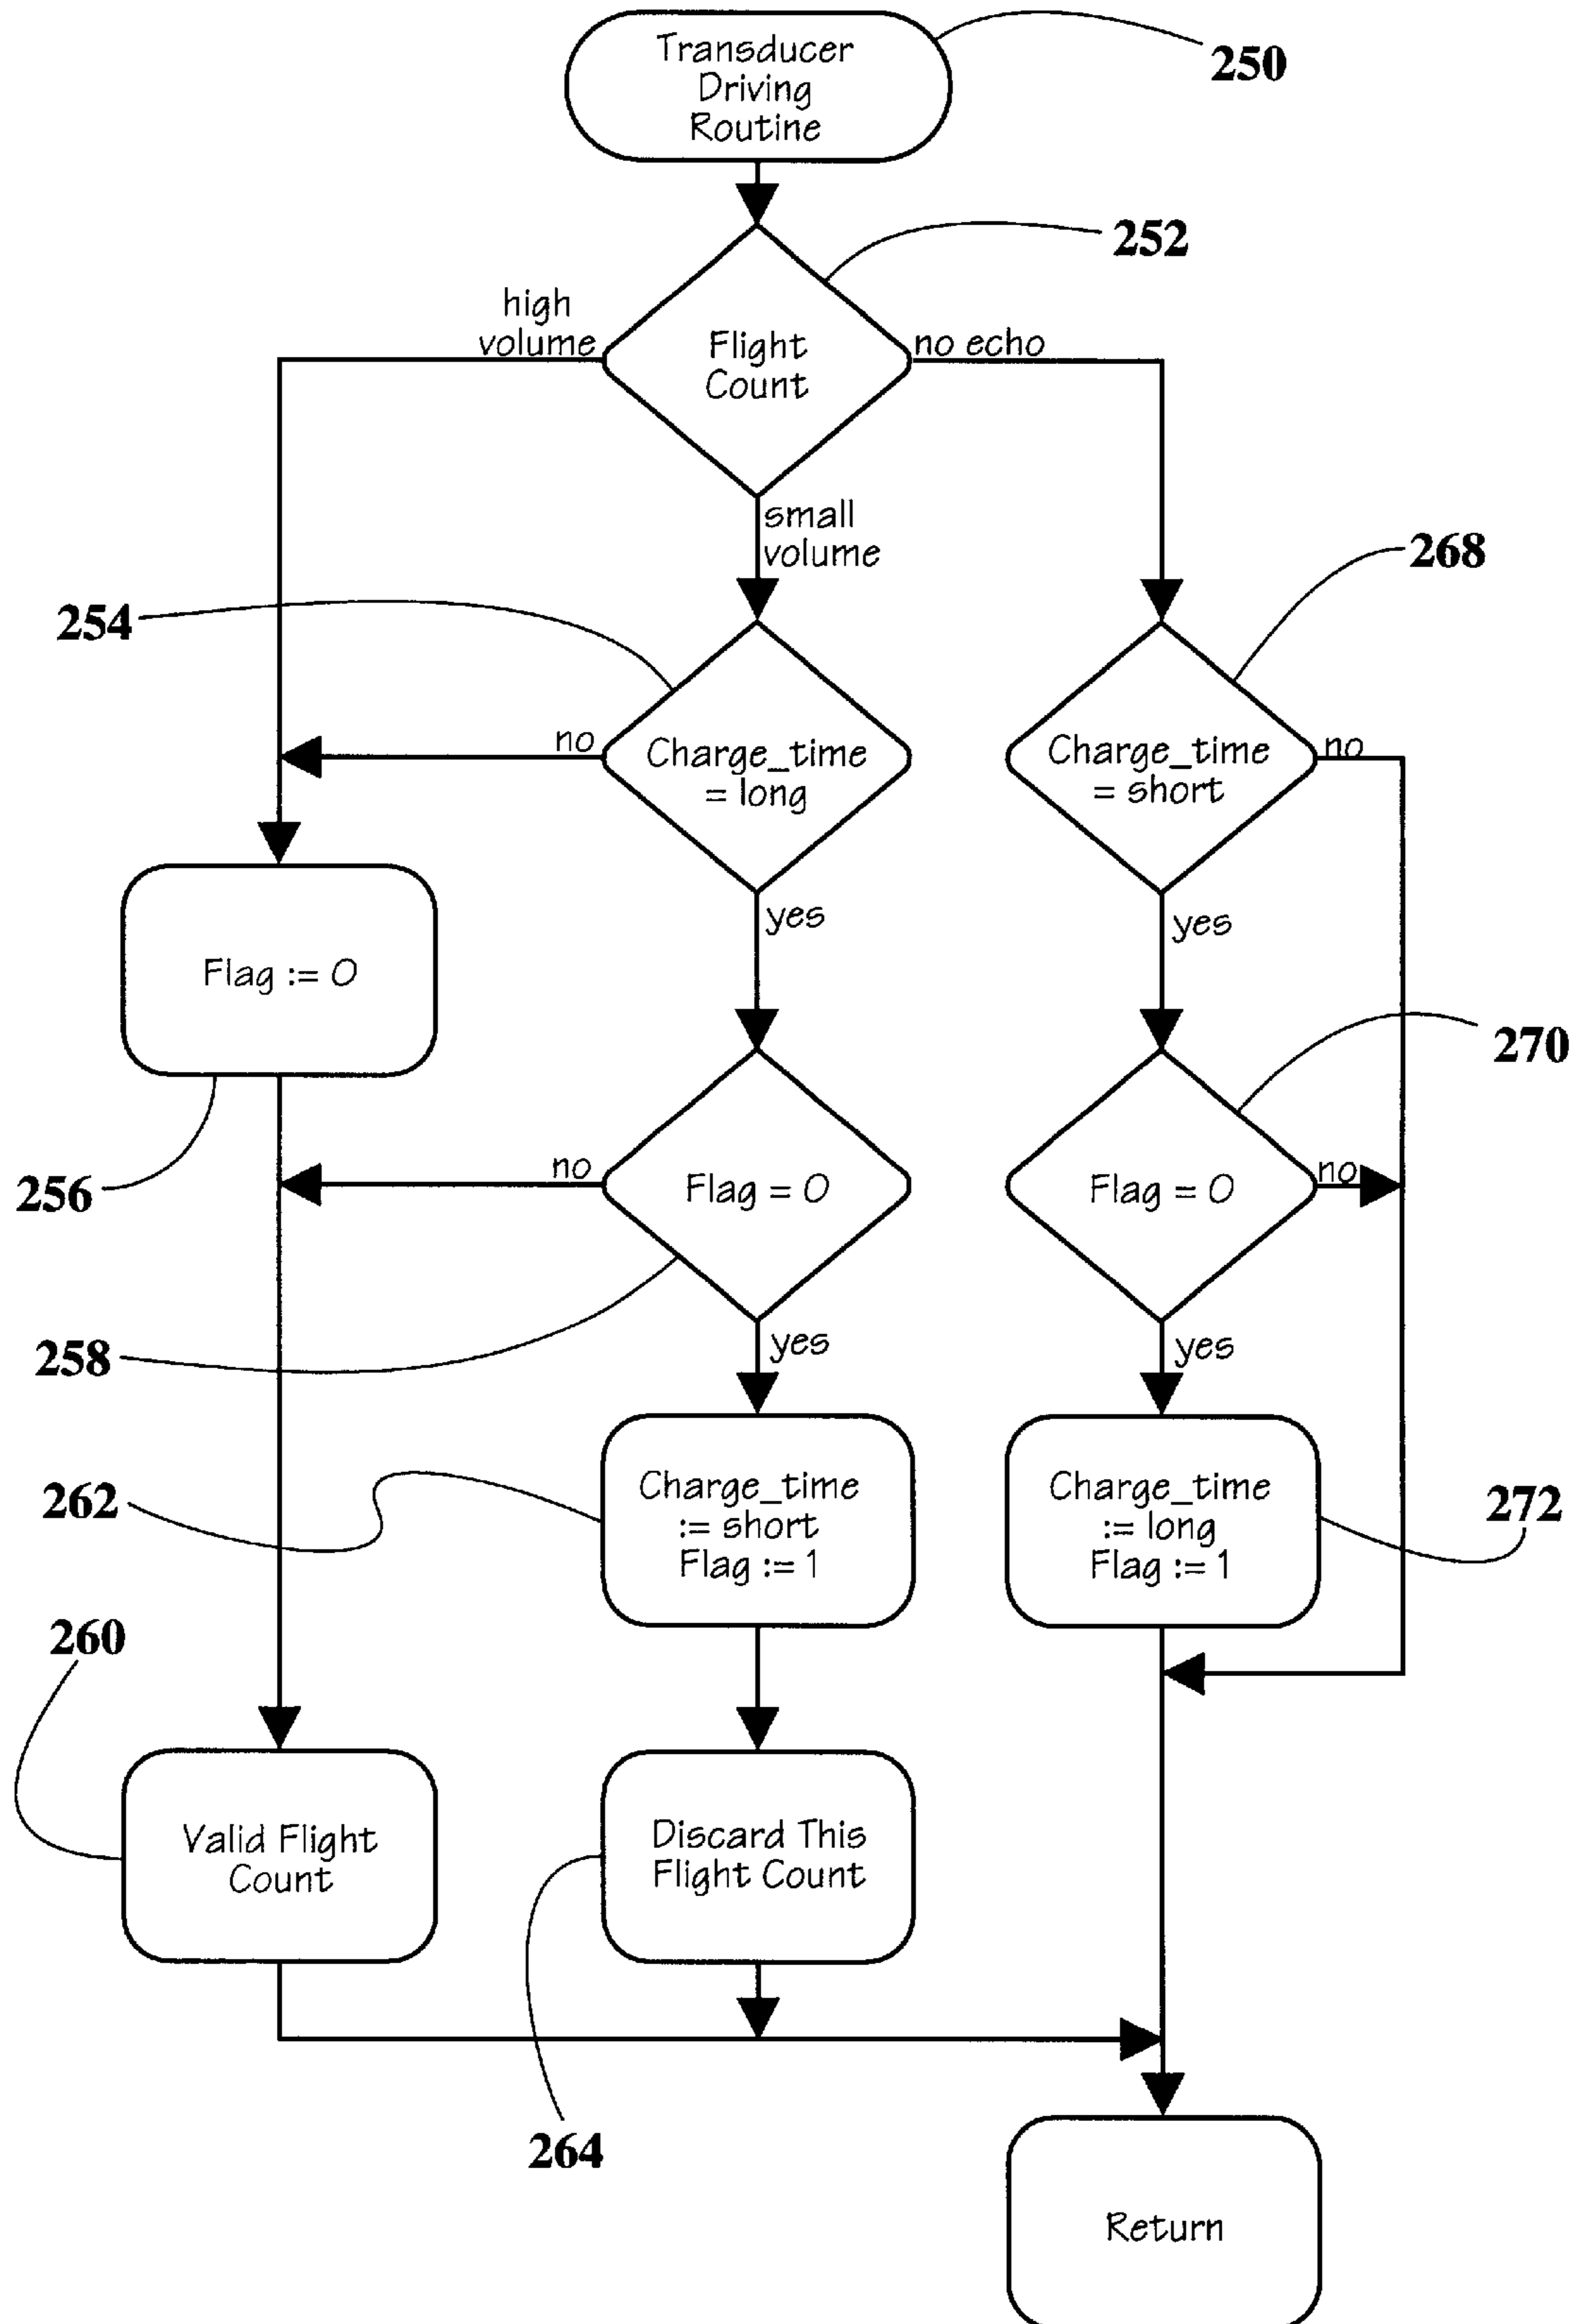 Transducer
Driving
Routine
250
252
high
volume
Flight
Count
no echo
small
volume
268
254
no
Charge_time
= long
Charge_time
= short
no
yes
yes
Flag := 0
270
256
no
Flag = 0
Flag = 0
no
258
yes
yes
262
Charge_time
:= short
Flag := 1
Charge_time
:= long
Flag := 1
272
260
Valid Flight
Count
Discard This
Flight Count
264
Return